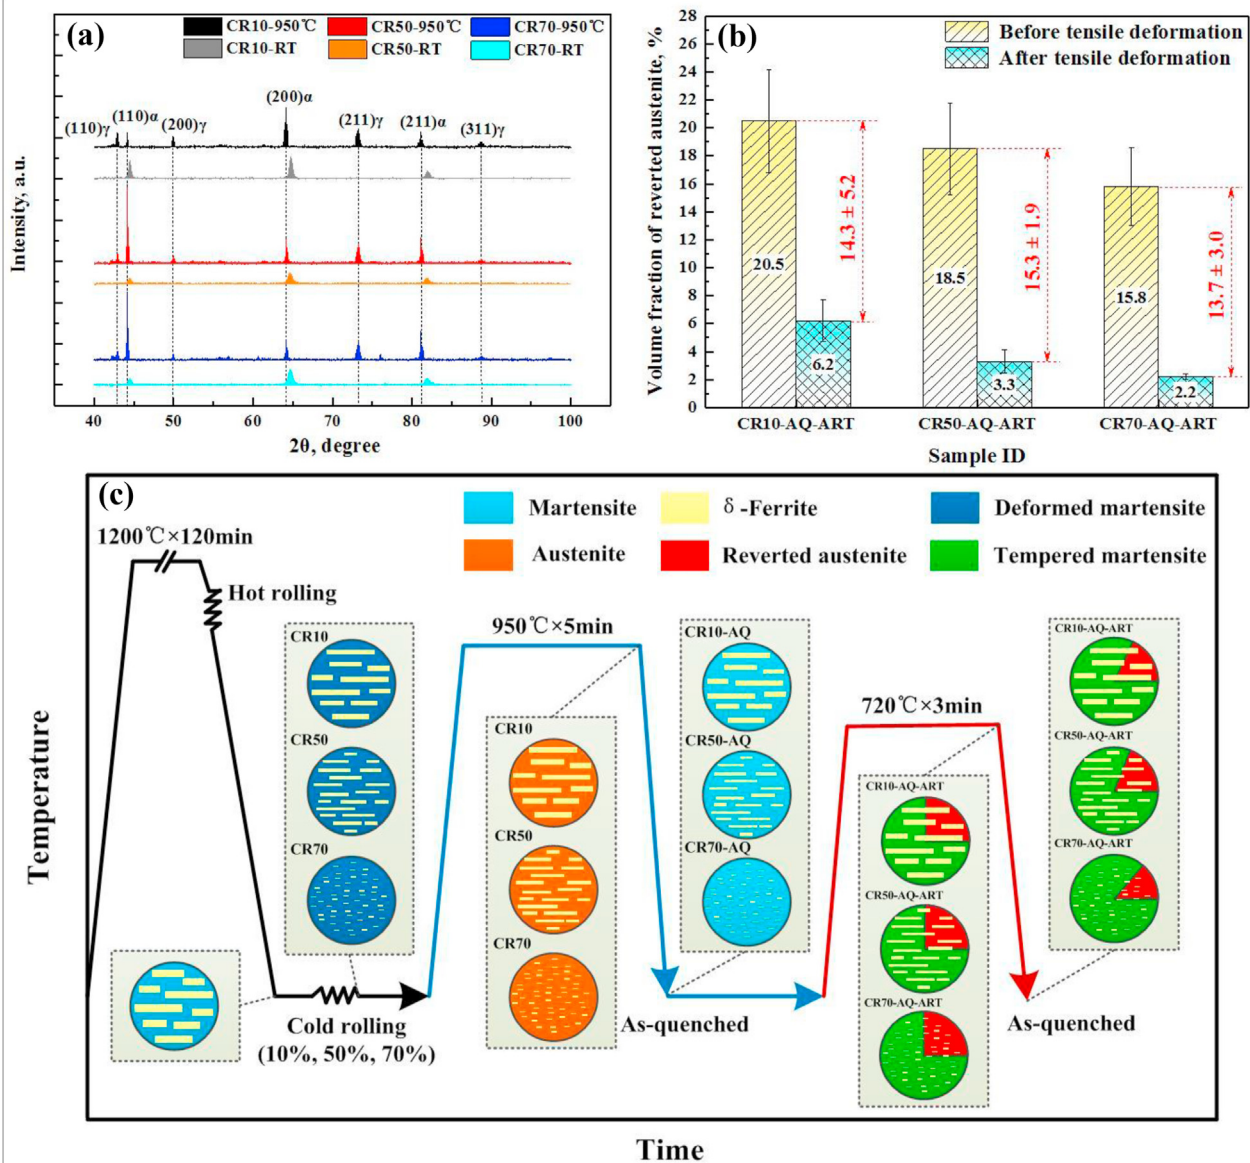 (a)
CR10-950℃ CR50-950℃ CR70-950℃
CR10-RT CR50-RT CR70-RT
(110)γ (110)α (200)γ (200)α (211)γ (211)α (311)γ
Intensity, a.u.
40 50 60 70 80 90 100
2θ, degree
(b)
Before tensile deformation
After tensile deformation
Volume fraction of reverted austenite, %
28
26
24
22
20
18
16
14
12
10
8
6
4
2
0
20.5 6.2 14.3 ± 5.2
18.5 3.3 15.3 ± 1.9
15.8 2.2 13.7 ± 3.0
CR10-AQ-ART CR50-AQ-ART CR70-AQ-ART
Sample ID
(c)
Martensite δ-Ferrite Deformed martensite
Austenite Reverted austenite Tempered martensite
1200℃×120min
Hot rolling
CR10
CR50
CR70
Cold rolling
(10%, 50%, 70%)
950℃×5min
CR10
CR50
CR70
CR10-AQ
CR50-AQ
CR70-AQ
As-quenched
720℃×3min
CR10-AQ-ART
CR50-AQ-ART
CR70-AQ-ART
CR10-AQ-ART
CR50-AQ-ART
CR70-AQ-ART
As-quenched
Temperature
Time